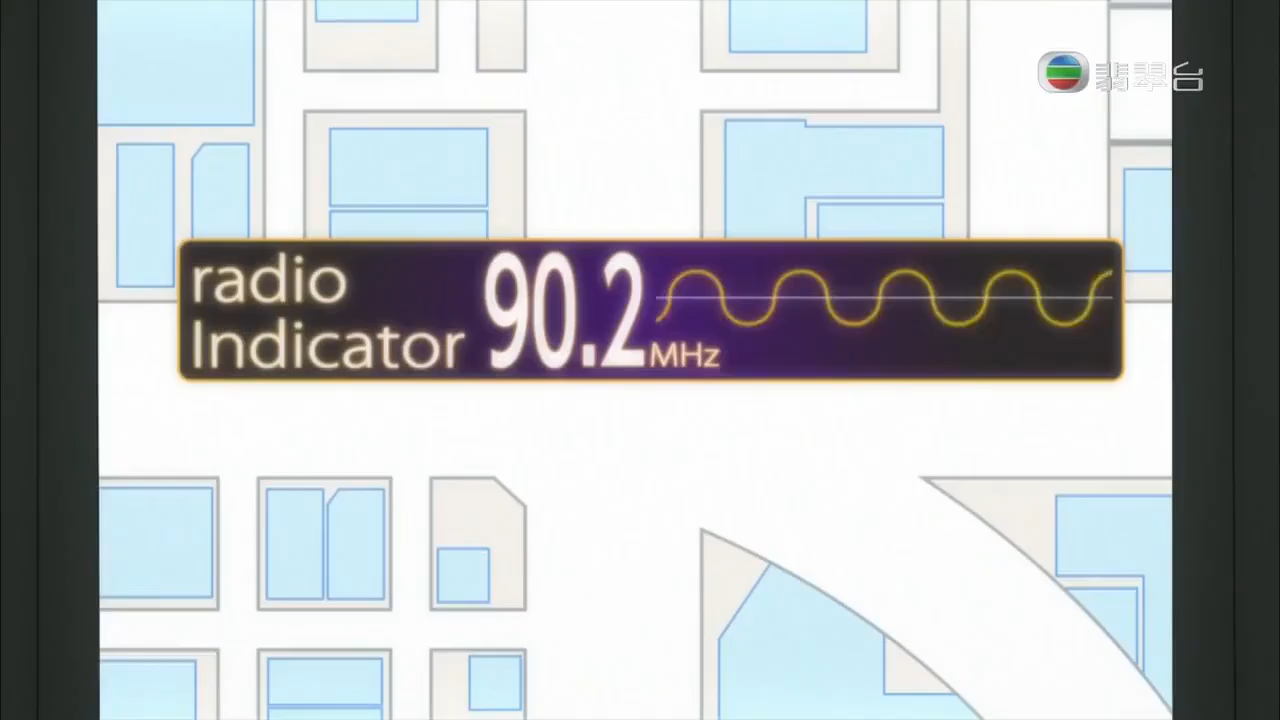 翡翠台
radio
Indicator
90.2
MHz